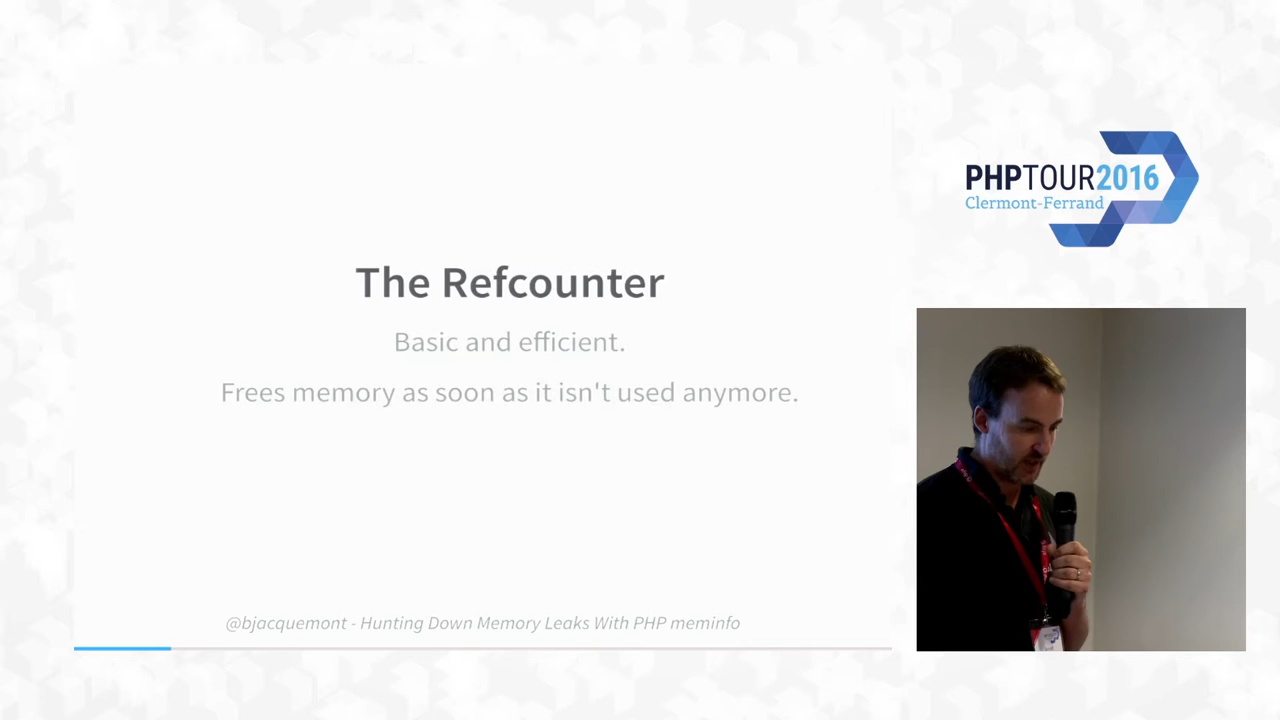 The Refcounter
Basic and efficient.
Frees memory as soon as it isn't used anymore.
@bjacquemont - Hunting Down Memory Leaks With PHP meminfo
PHPTOUR2016
Clermont-Ferrand